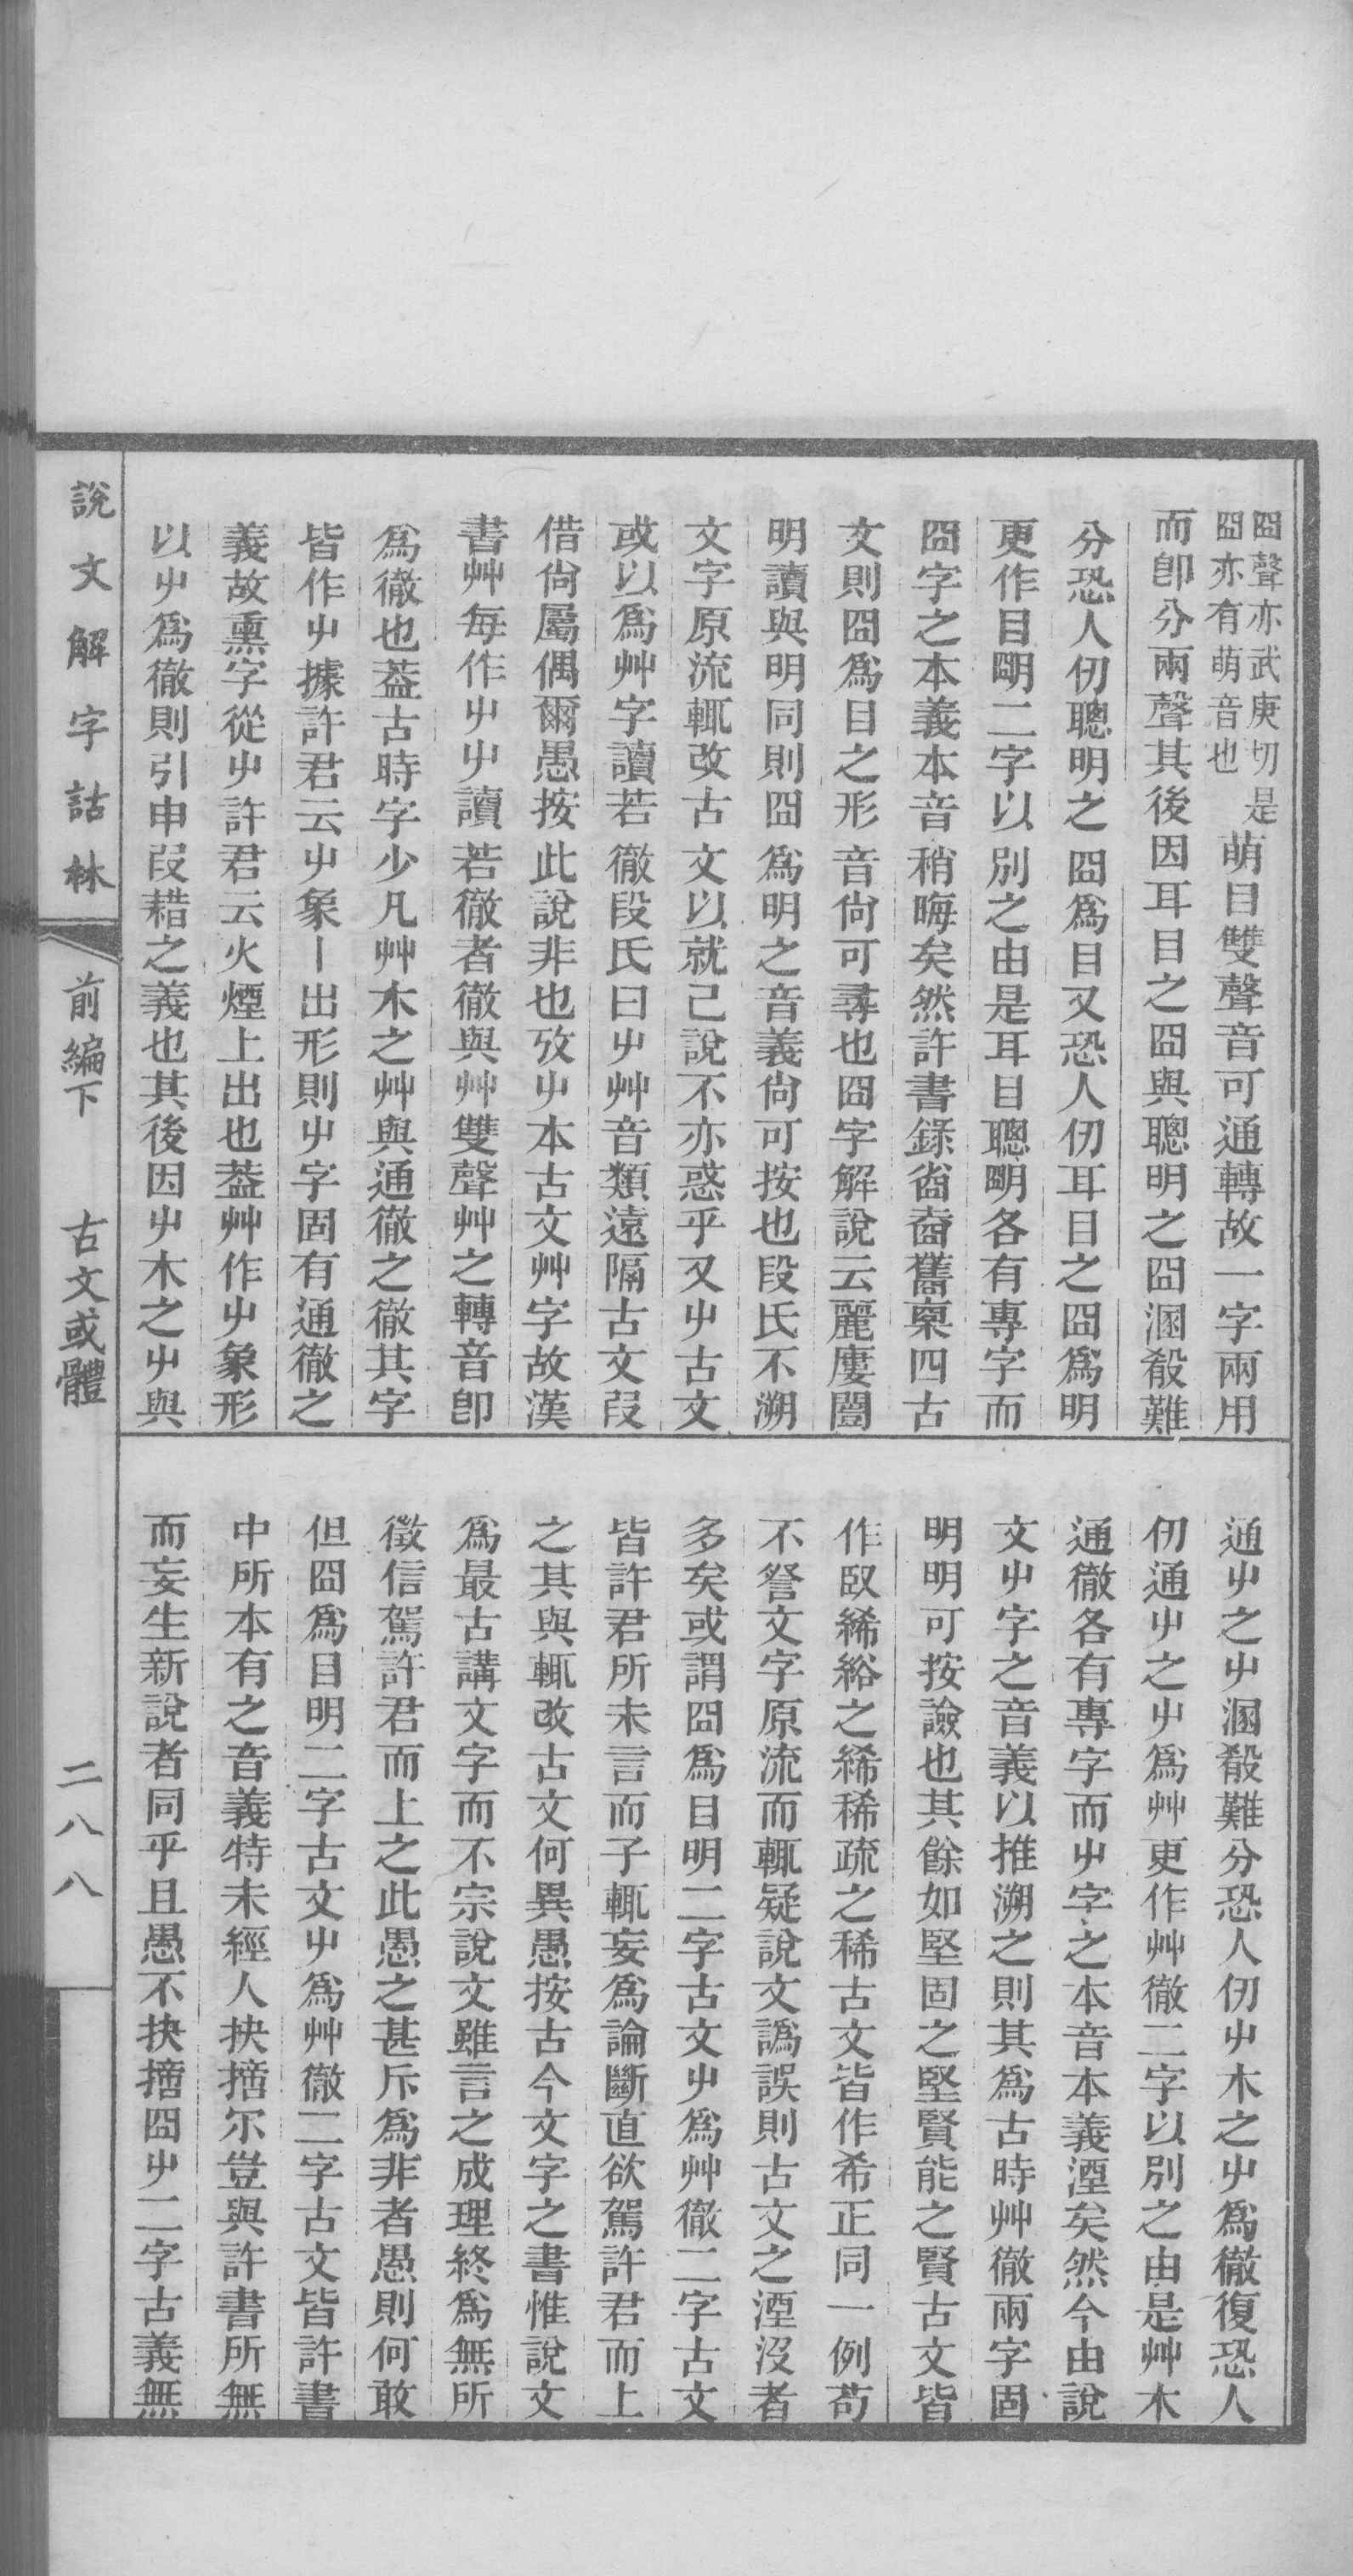 囧聲亦武庚切是
囧亦有萌音也
萌目雙聲音可通轉故一字兩用
而卽分兩聲其後因耳目之囧與聰明之囧溷殽難
分恐人仞聰明之囧爲目又恐人仞耳目之囧爲明
更作目朙二字以別之由是耳目聰朙各有專字而
囧字之本義本音稍晦矣然許書錄䜭𤲸舊㮚四古
文則囧爲目之形音尙可尋也囧字解說云麗廔闓
明讀與明同則囧爲明之音義尙可按也段氏不溯
文字原流輒改古文以就己說不亦惑乎又屮古文
或以爲艸字讀若徹段氏曰屮艸音類遠隔古文叚
借尙屬偶爾愚按此說非也攷屮本古文艸字故漢
書艸每作屮屮讀若徹者徹與艸雙聲艸之轉音卽
爲徹也葢古時字少凡艸木之艸與通徹之徹其字
皆作屮據許君云屮象丨出形則屮字固有通徹之
義故熏字從屮許君云火煙上出也葢艸作屮象形
以屮爲徹則引申叚耤之義也其後因屮木之屮與
通屮之屮溷殽難分恐人仞屮木之屮爲徹復恐人
仞通屮之屮爲艸更作艸徹二字以別之由是艸木
通徹各有專字而屮字之本音本義湮矣然今由說
文屮字之音義以推溯之則其爲古時艸徹兩字固
明明可按譣也其餘如堅固之堅賢能之賢古文皆
作臤絺綌之絺稀疏之稀古文皆作希正同一例苟
不詧文字原流而輒疑說文譌誤則古文之湮沒者
多矣或謂囧爲目明二字古文屮爲艸徹二字古文
皆許君所未言而子輒妄爲論斷直欲駕許君而上
之其與輒改古文何異愚按古今文字之書惟說文
爲最古講文字而不宗說文雖言之成理終爲無所
徵信駕許君而上之此愚之甚斥爲非者愚則何敢
但囧爲目明二字古文屮爲艸徹二字古文皆許書
中所本有之音義特未經人抉擿尒豈與許書所無
而妄生新說者同乎且愚不抉擿囧屮二字古義無
說文解字詁林
前編下
古文或體
二八八